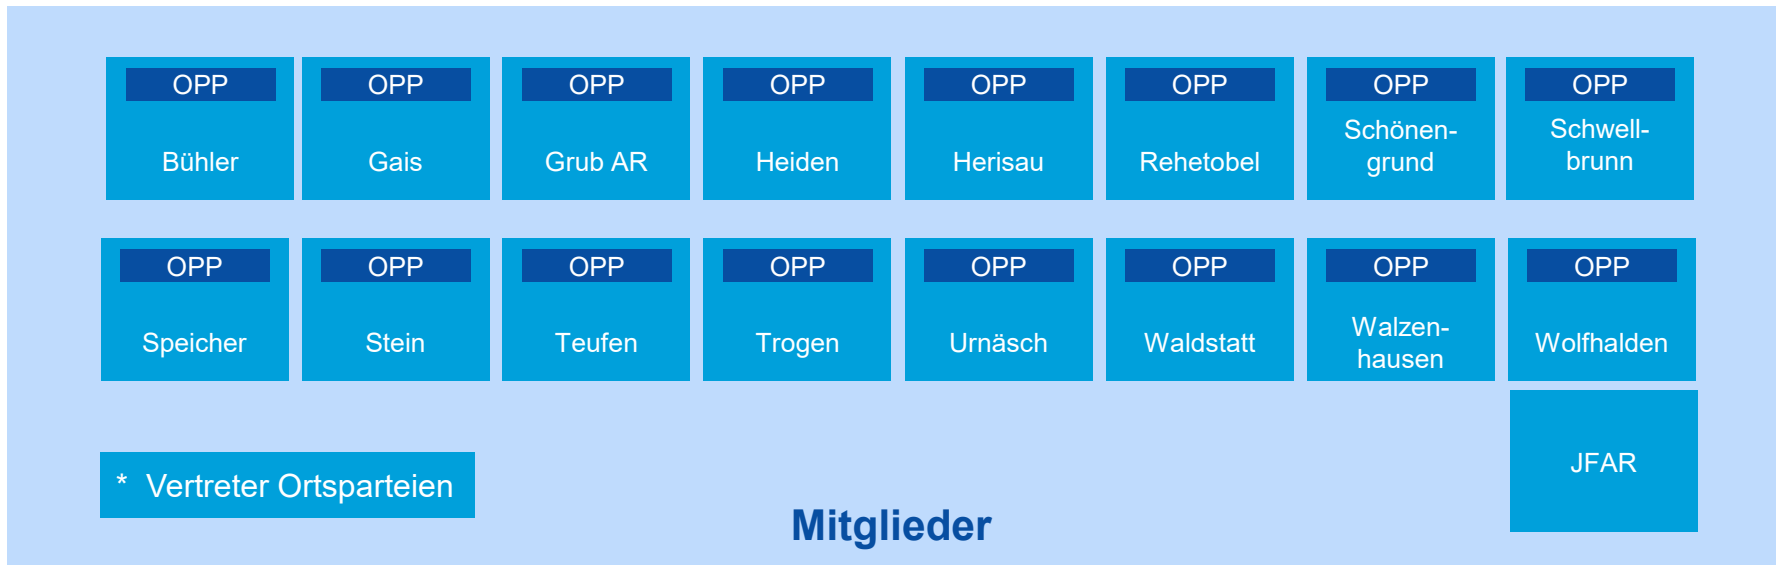 OPP
Bühler
OPP
Gais
OPP
Grub AR
OPP
Heiden
OPP
Herisau
OPP
Rehetobel
OPP
Schönen-
grund
OPP
Schwell-
brunn
OPP
Speicher
OPP
Stein
OPP
Teufen
OPP
Trogen
OPP
Urnäsch
OPP
Waldstatt
OPP
Walzen-
hausen
OPP
Wolfhalden
JFAR
* Vertreter Ortsparteien
Mitglieder